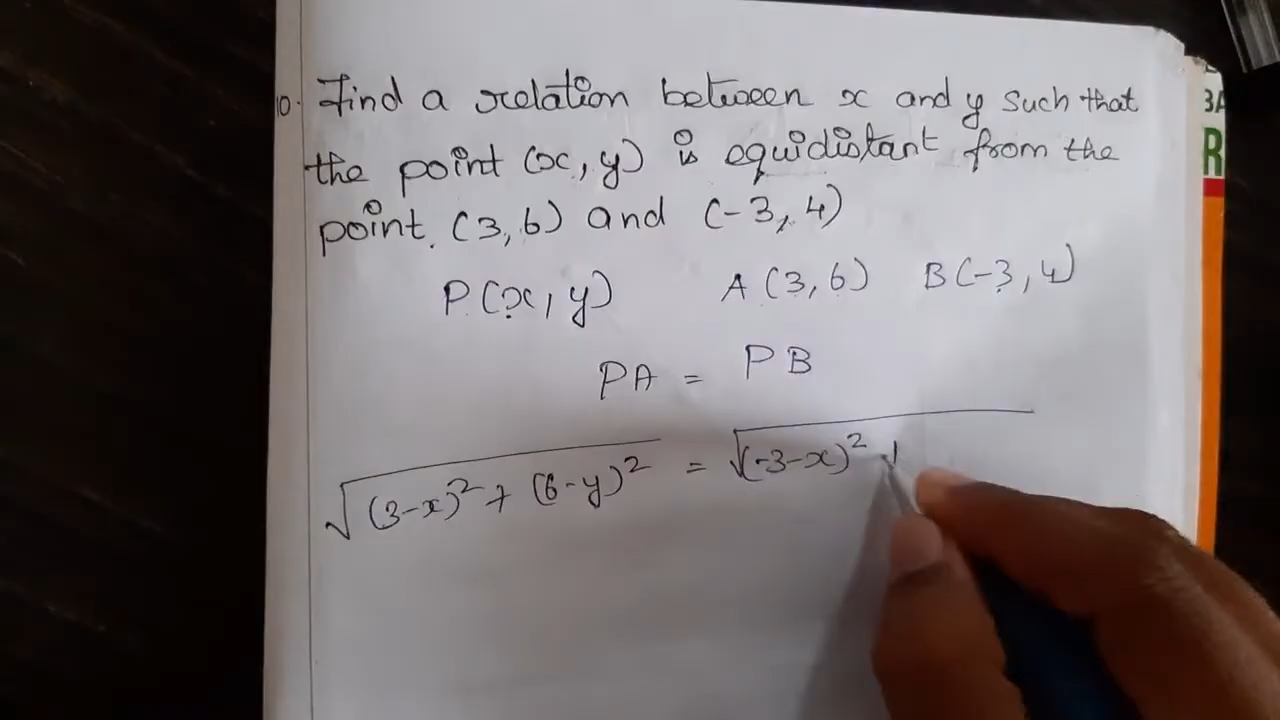 10. Find a relation between x and y such that
the point (x, y) is equidistant from the
point (3, 6) and (-3, 4)
P(x, y) A(3, 6) B(-3, 4)
PA = PB
√(3-x)² + (6-y)² = √(-3-x)² +
3A
R